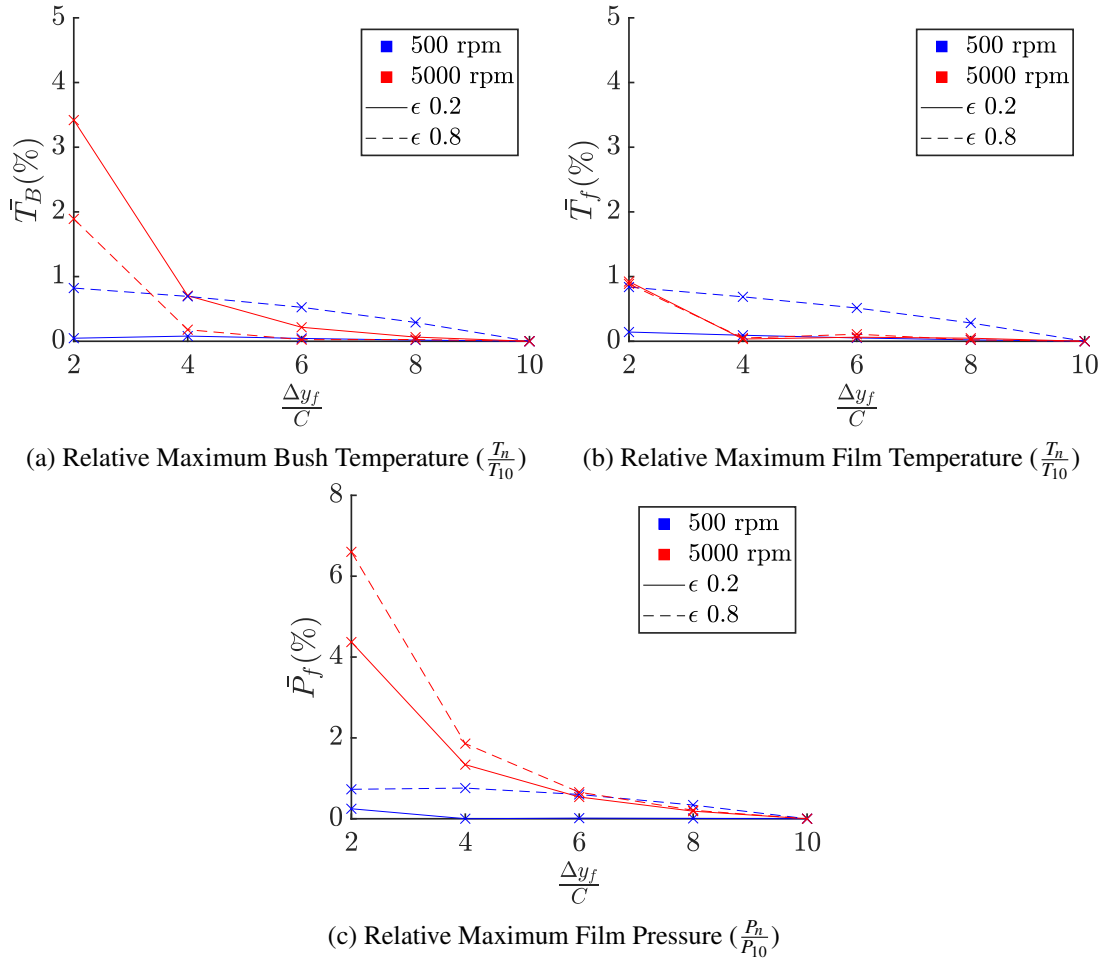 5
4
3
2
1
0
T̄_B(%)
500 rpm
5000 rpm
ϵ 0.2
ϵ 0.8
2 4 6 8 10
Δy_f/C
(a) Relative Maximum Bush Temperature (T_n/T_10)
5
4
3
2
1
0
T̄_f(%)
500 rpm
5000 rpm
ϵ 0.2
ϵ 0.8
2 4 6 8 10
Δy_f/C
(b) Relative Maximum Film Temperature (T_n/T_10)
8
6
4
2
0
P̄_f(%)
500 rpm
5000 rpm
ϵ 0.2
ϵ 0.8
2 4 6 8 10
Δy_f/C
(c) Relative Maximum Film Pressure (P_n/P_10)